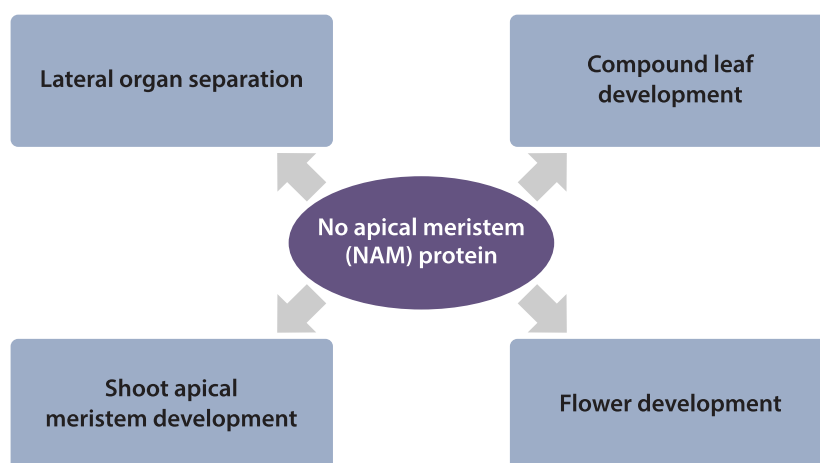 Lateral organ separation
Compound leaf
development
No apical meristem
(NAM) protein
Shoot apical
meristem development
Flower development